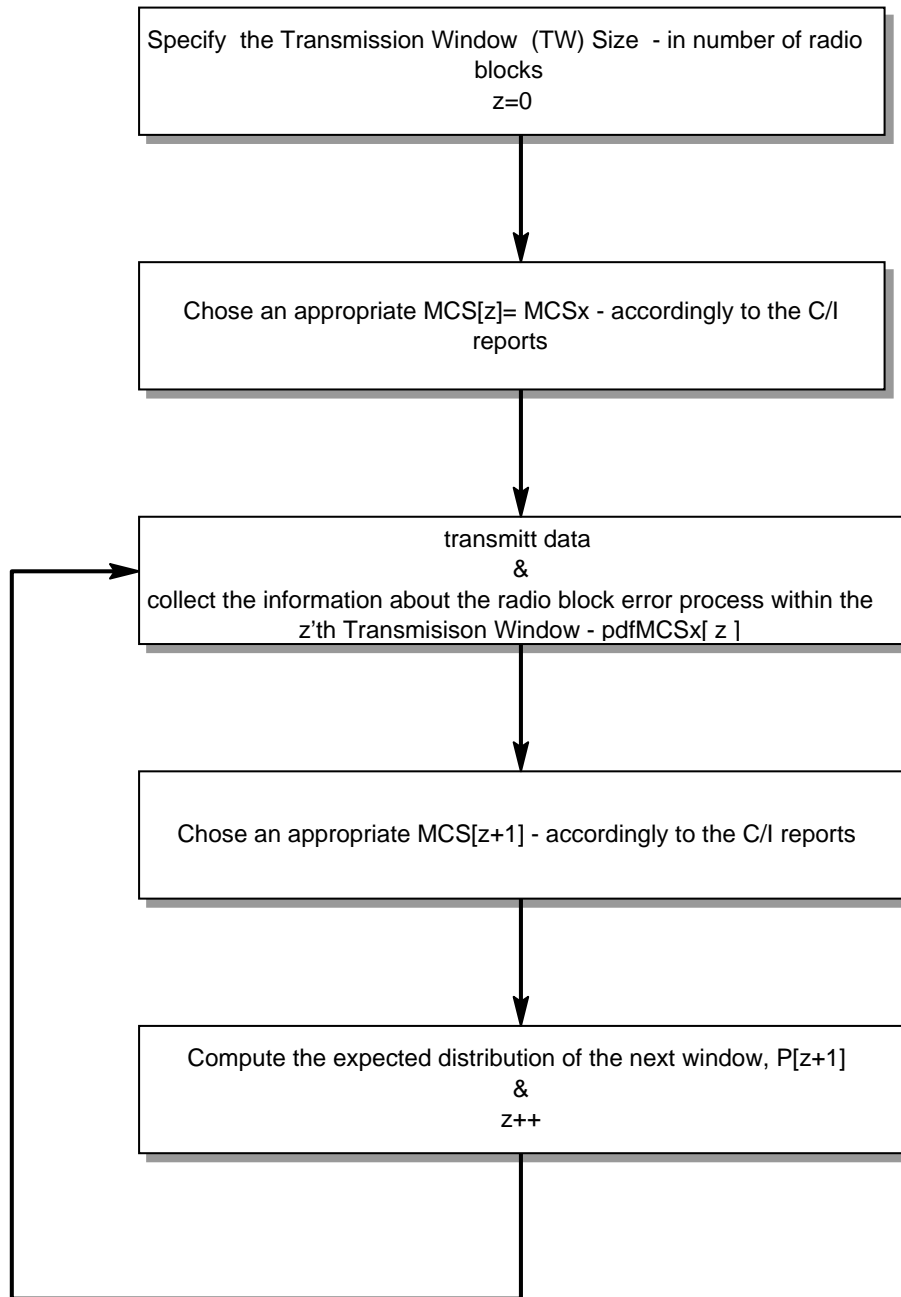 Specify the Transmission Window (TW) Size - in number of radio
blocks
z=0
Chose an appropriate MCS[z]= MCSx - accordingly to the C/I
reports
transmitt data
&
collect the information about the radio block error process within the
z'th Transmisison Window - pdfMCSx[ z ]
Chose an appropriate MCS[z+1] - accordingly to the C/I reports
Compute the expected distribution of the next window, P[z+1]
&
z++